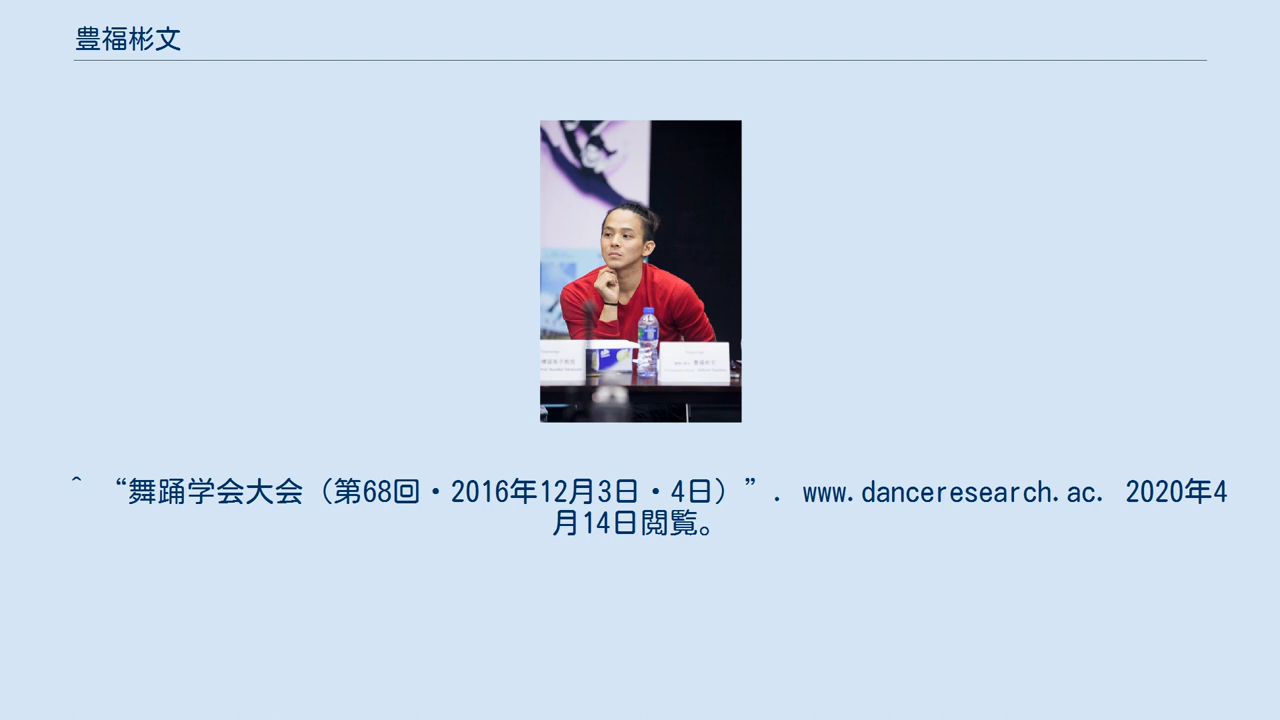 豊福彬文
^ “舞踊学会大会（第68回・2016年12月3日・4日）”. www.danceresearch.ac. 2020年4
月14日閲覧。